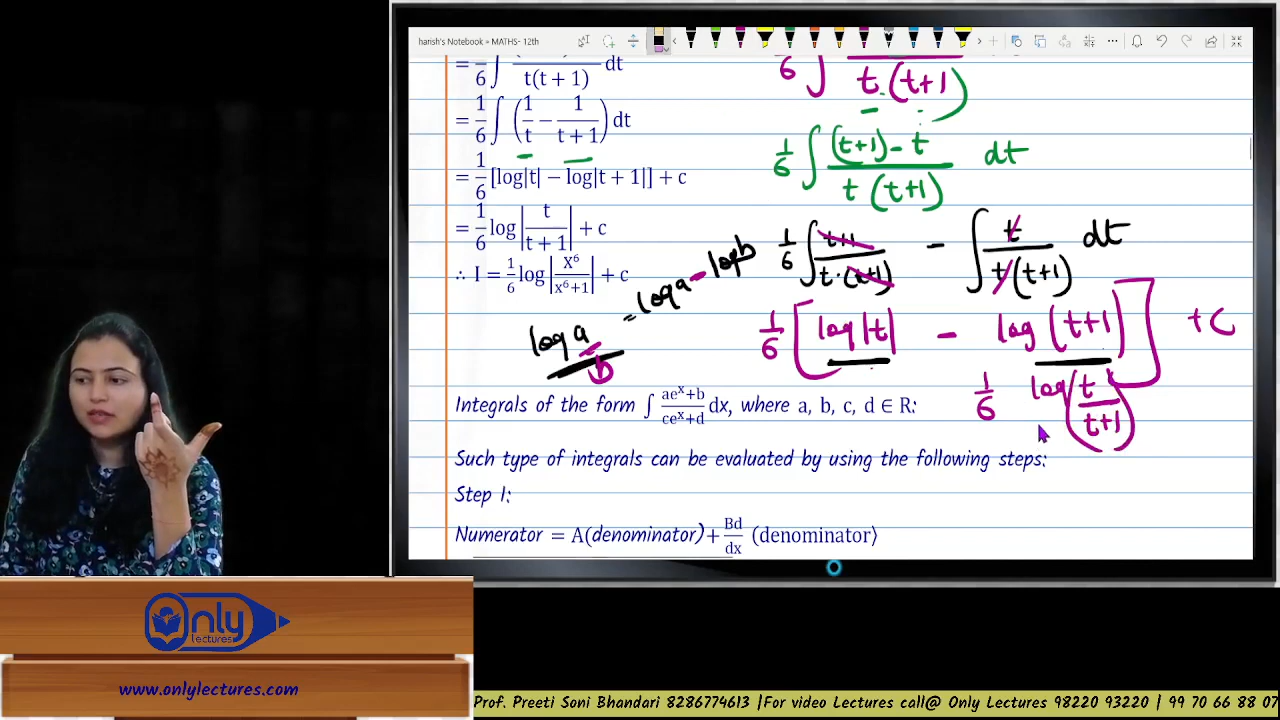 harish's Notebook » MATHS- 12th
= 1/6 ∫ dt
t(t + 1)
= 1/6 ∫ (1/t − 1/(t + 1)) dt
= 1/6 [log|t| − log|t + 1|] + c
= 1/6 log |t/(t + 1)| + c
∴ I = 1/6 log |x⁶/(x⁶+1)| + c
1/6 ∫ t · (t+1)
1/6 ∫ ((t+1) - t)/(t (t+1)) dt
1/6 ∫ (t+1)/(t · (t+1)) - ∫ t/(t (t+1)) dt
1/6 [log |t| - log (t+1)] + c
1/6 log (t/(t+1))
log a/b = log a - log b
Integrals of the form ∫ (aeˣ+b)/(ceˣ+d) dx, where a, b, c, d ∈ R:
Such type of integrals can be evaluated by using the following steps:
Step 1:
Numerator = A(denominator)+ Bd/dx (denominator)
Only
lectures
www.onlylectures.com
Prof. Preeti Soni Bhandari 8286774613 |For video Lectures call@ Only Lectures 98220 93220 | 99 70 66 88 07